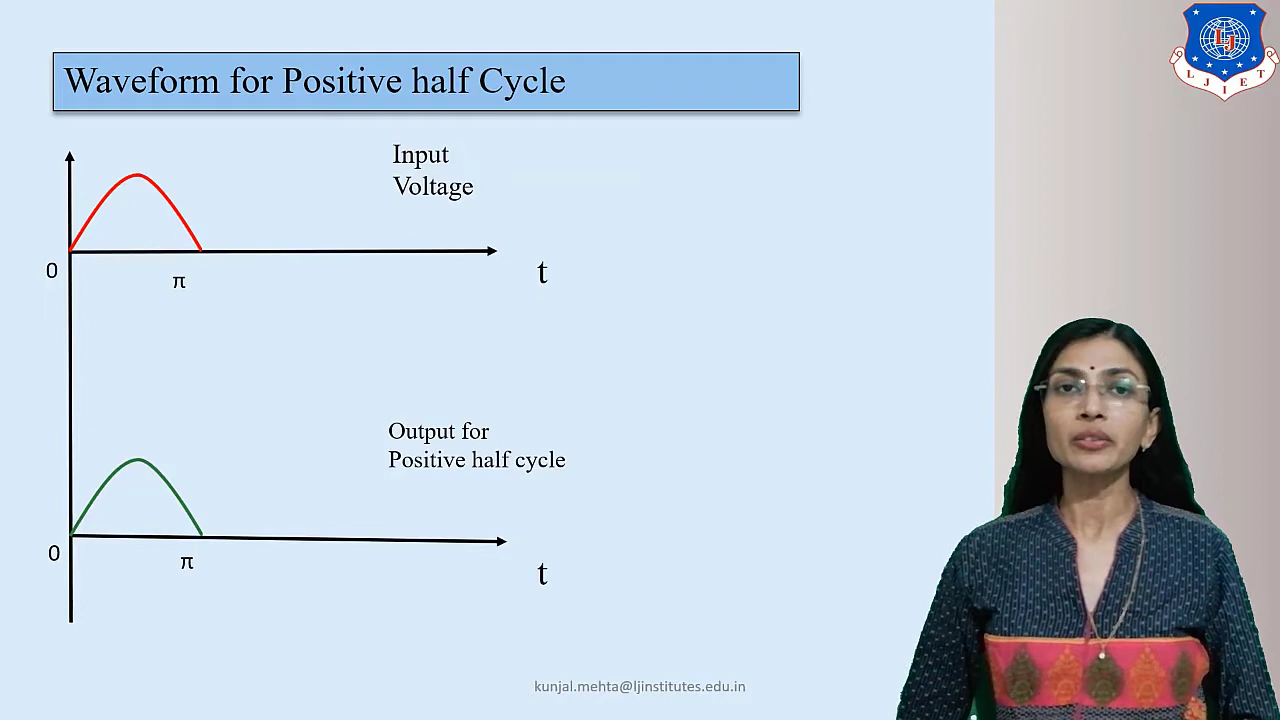 Waveform for Positive half Cycle
Input
Voltage
0
π
t
Output for
Positive half cycle
0
π
t
kunjal.mehta@ljinstitutes.edu.in
LJ
L J I E T